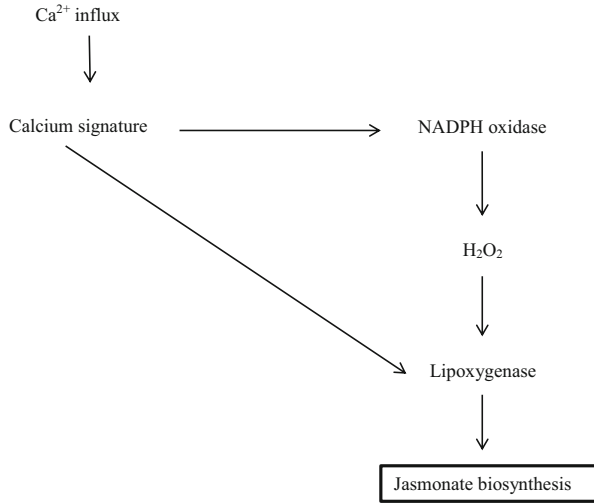 Ca²⁺ influx
Calcium signature
NADPH oxidase
H₂O₂
Lipoxygenase
Jasmonate biosynthesis